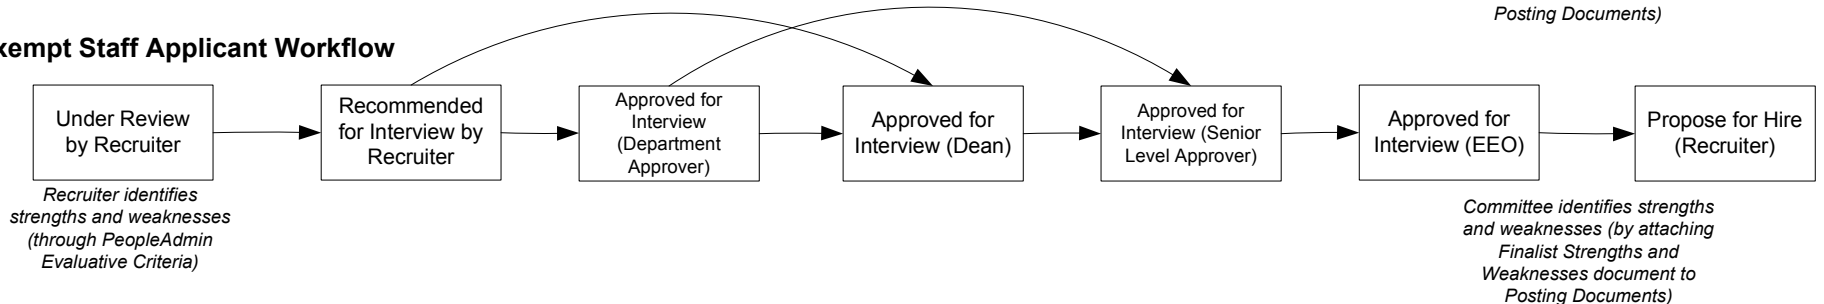 Posting Documents)
xempt Staff Applicant Workflow
Under Review
by Recruiter
Recommended
for Interview by
Recruiter
Approved for
Interview
(Department
Approver)
Approved for
Interview (Dean)
Approved for
Interview (Senior
Level Approver)
Approved for
Interview (EEO)
Propose for Hire
(Recruiter)
Recruiter identifies
strengths and weaknesses
(through PeopleAdmin
Evaluative Criteria)
Committee identifies strengths
and weaknesses (by attaching
Finalist Strengths and
Weaknesses document to
Posting Documents)